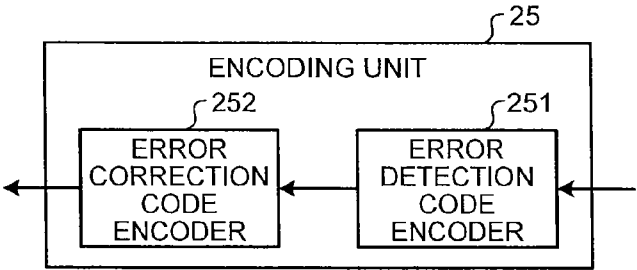 25
ENCODING UNIT
252
251
ERROR
CORRECTION
CODE
ENCODER
ERROR
DETECTION
CODE
ENCODER